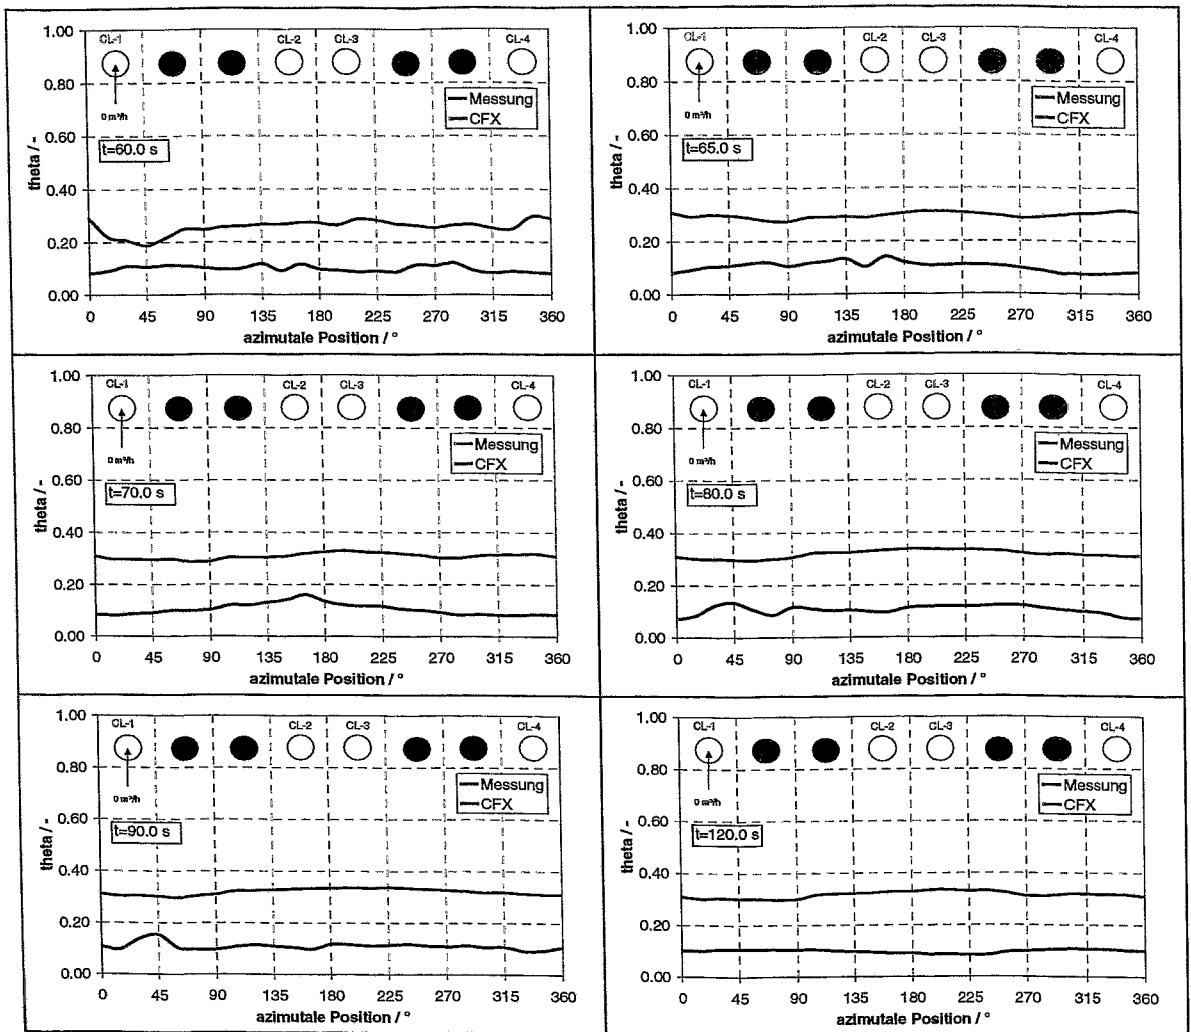 1.00
0.80
0.60
0.40
0.20
0.00
theta / -
CL-1
CL-2
CL-3
CL-4
0 m³/h
Messung
CFX
t=60.0 s
0 45 90 135 180 225 270 315 360
azimutale Position / °
1.00
0.80
0.60
0.40
0.20
0.00
theta / -
CL-1
CL-2
CL-3
CL-4
0 m³/h
Messung
CFX
t=65.0 s
0 45 90 135 180 225 270 315 360
azimutale Position / °
1.00
0.80
0.60
0.40
0.20
0.00
theta / -
CL-1
CL-2
CL-3
CL-4
0 m³/h
Messung
CFX
t=70.0 s
0 45 90 135 180 225 270 315 360
azimutale Position / °
1.00
0.80
0.60
0.40
0.20
0.00
theta / -
CL-1
CL-2
CL-3
CL-4
0 m³/h
Messung
CFX
t=80.0 s
0 45 90 135 180 225 270 315 360
azimutale Position / °
1.00
0.80
0.60
0.40
0.20
0.00
theta / -
CL-1
CL-2
CL-3
CL-4
0 m³/h
Messung
CFX
t=90.0 s
0 45 90 135 180 225 270 315 360
azimutale Position / °
1.00
0.80
0.60
0.40
0.20
0.00
theta / -
CL-1
CL-2
CL-3
CL-4
0 m³/h
Messung
CFX
t=120.0 s
0 45 90 135 180 225 270 315 360
azimutale Position / °